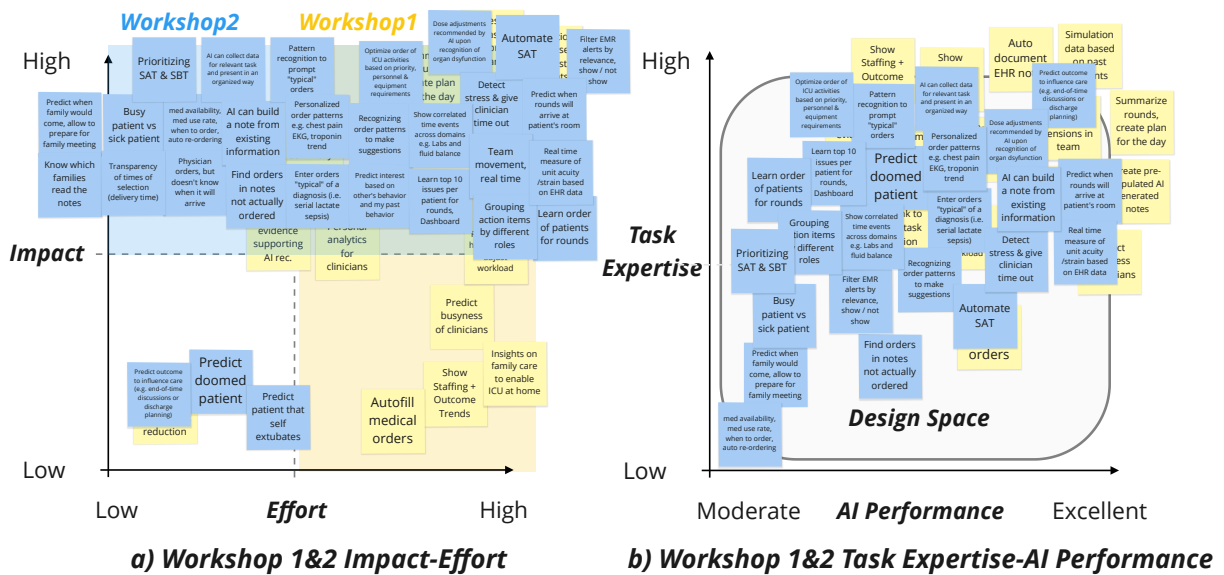 Workshop2
Workshop1
High
Prioritizing
SAT & SBT
AI can collect data
for relevant task
and present in an
organized way
Pattern
recognition to
prompt
"typical"
orders
Optimize order of
ICU activities
based on priority,
personnel &
equipment
requirements
Dose adjustments
recommended by
AI upon
recognition of
organ disyfunction
Automate
SAT
Filter EMR
alerts by
relevance,
show / not
show
plan
the day
Predict when
family would
come, allow to
prepare for
family meeting
Busy
patient vs
sick patient
med availability,
med use rate,
when to order,
auto re-ordering
AI can build
a note from
existing
information
Personalized
order patterns
e.g. chest pain
EKG, troponin
trend
Recognizing
order patterns
to make
suggestions
Show correlated
time events
across domains
e.g. Labs and
fluid balance
Detect
stress & give
clinician
time out
Predict when
rounds will
arrive at
patient's room
Know which
families
read the
notes
Transparency
of times of
selection
(delivery time)
Physician
orders, but
doesn't know
when it will
arrive
Find orders
in notes
not actually
ordered
Enter orders
"typical" of a
diagnosis (i.e.
serial lactate
sepsis)
Predict interest
based on
other's behavior
and my past
behavior
Learn top 10
issues per
patient for
rounds,
Dashboard
Team
movement,
real time
Real time
measure of
unit acuity
/strain based
on EHR data
Grouping
action items
by different
roles
Learn order
of patients
for rounds
evidence
supporting
AI rec.
Personal
analytics
for
clinicians
adjust
workload
Impact
Predict
busyness
of clinicians
Predict outcome
to influence care
(e.g. end-of-time
discussions or
discharge
planning)
reduction
Predict
doomed
patient
Predict
patient that
self
extubates
Autofill
medical
orders
Show
Staffing +
Outcome
Trends
Insights on
family care
to enable
ICU at home
Low
Low
Effort
High
a) Workshop 1&2 Impact-Effort
High
Show
Staffing +
Outcome
Show
Auto
document
EHR notes
Simulation
data based
on past
Optimize order of
ICU activities
based on priority,
personnel &
equipment
requirements
Pattern
recognition to
prompt
"typical"
orders
AI can collect data
for relevant task
and present in an
organized way
Predict outcome
to influence care
(e.g. end-of-time
discussions or
discharge
planning)
Dose adjustments
recommended by
AI upon
recognition of
organ disyfunction
in
team
Summarize
rounds,
create plan
for the day
Learn order
of patients
for rounds
Learn top 10
issues per
patient for
rounds,
Dashboard
Predict
doomed
patient
Personalized
order patterns
e.g. chest pain
EKG, troponin
trend
AI can build
a note from
existing
information
Predict when
rounds will
arrive at
patient's room
AI
notes
Grouping
action items
by different
roles
Show correlated
time events
across domains
e.g. Labs and
fluid balance
to
task
Enter orders
"typical" of a
diagnosis (i.e.
serial lactate
sepsis)
Detect
stress & give
clinician
time out
Real time
measure of
unit acuity
/strain based
on EHR data
Task
Expertise
Prioritizing
SAT & SBT
Recognizing
order patterns
to make
suggestions
Busy
patient vs
sick patient
Filter EMR
alerts by
relevance,
show / not
show
Automate
SAT
orders
Predict when
family would
come, allow to
prepare for
family meeting
Find orders
in notes
not actually
ordered
med availability,
med use rate,
when to order,
auto re-ordering
Design Space
Low
Moderate
AI Performance
Excellent
b) Workshop 1&2 Task Expertise-AI Performance